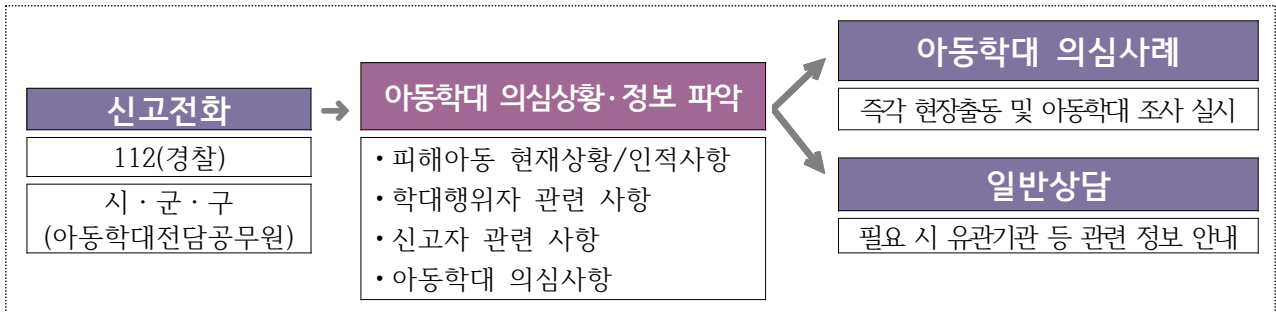 신고전화
112(경찰)
시·군·구
(아동학대전담공무원)
➜
아동학대 의심상황·정보 파악
•피해아동 현재상황/인적사항
•학대행위자 관련 사항
•신고자 관련 사항
•아동학대 의심사항
아동학대 의심사례
즉각 현장출동 및 아동학대 조사 실시
일반상담
필요 시 유관기관 등 관련 정보 안내